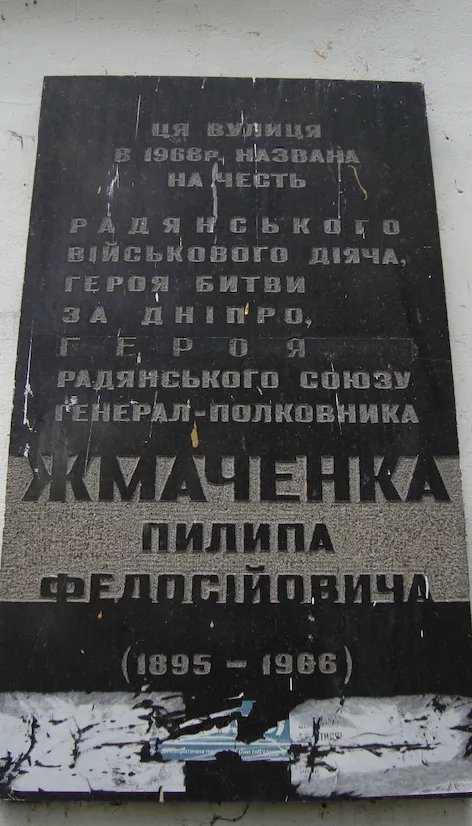 ЦЯ ВУЛИЦЯ
В 1968р. НАЗВАНА
НА ЧЕСТЬ
РАДЯНСЬКОГО
ВІЙСЬКОВОГО ДІЯЧА,
ГЕРОЯ БИТВИ
ЗА ДНІПРО,
ГЕРОЯ
РАДЯНСЬКОГО СОЮЗУ
ГЕНЕРАЛ-ПОЛКОВНИКА
ЖМАЧЕНКА
ПИЛИПА
ФЕДОСІЙОВИЧА
(1895 - 1966)